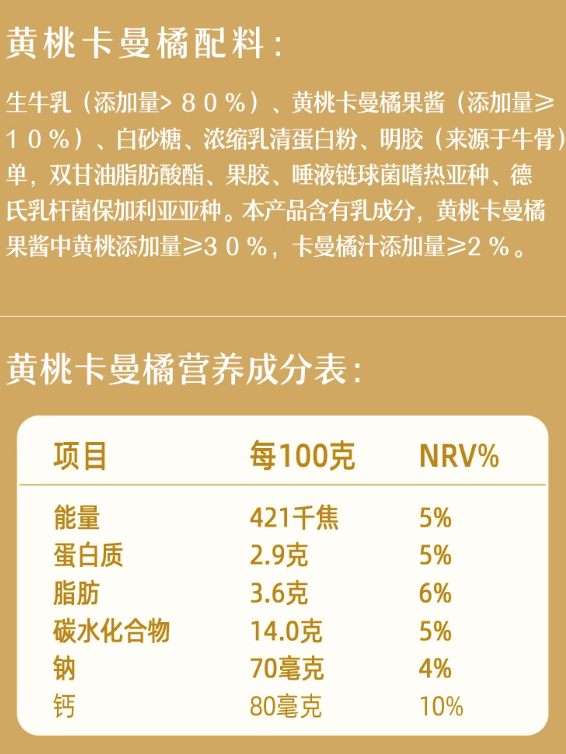 黄桃卡曼橘配料：
生牛乳（添加量>８０%）、黄桃卡曼橘果酱（添加量≥
１０%）、白砂糖、浓缩乳清蛋白粉、明胶（来源于牛骨）
单，双甘油脂肪酸酯、果胶、唾液链球菌嗜热亚种、德
氏乳杆菌保加利亚亚种。本产品含有乳成分，黄桃卡曼橘
果酱中黄桃添加量≥3０%，卡曼橘汁添加量≥2%。
黄桃卡曼橘营养成分表：
项目 每100克 NRV%
能量 421千焦 5%
蛋白质 2.9克 5%
脂肪 3.6克 6%
碳水化合物 14.0克 5%
钠 70毫克 4%
钙 80毫克 10%